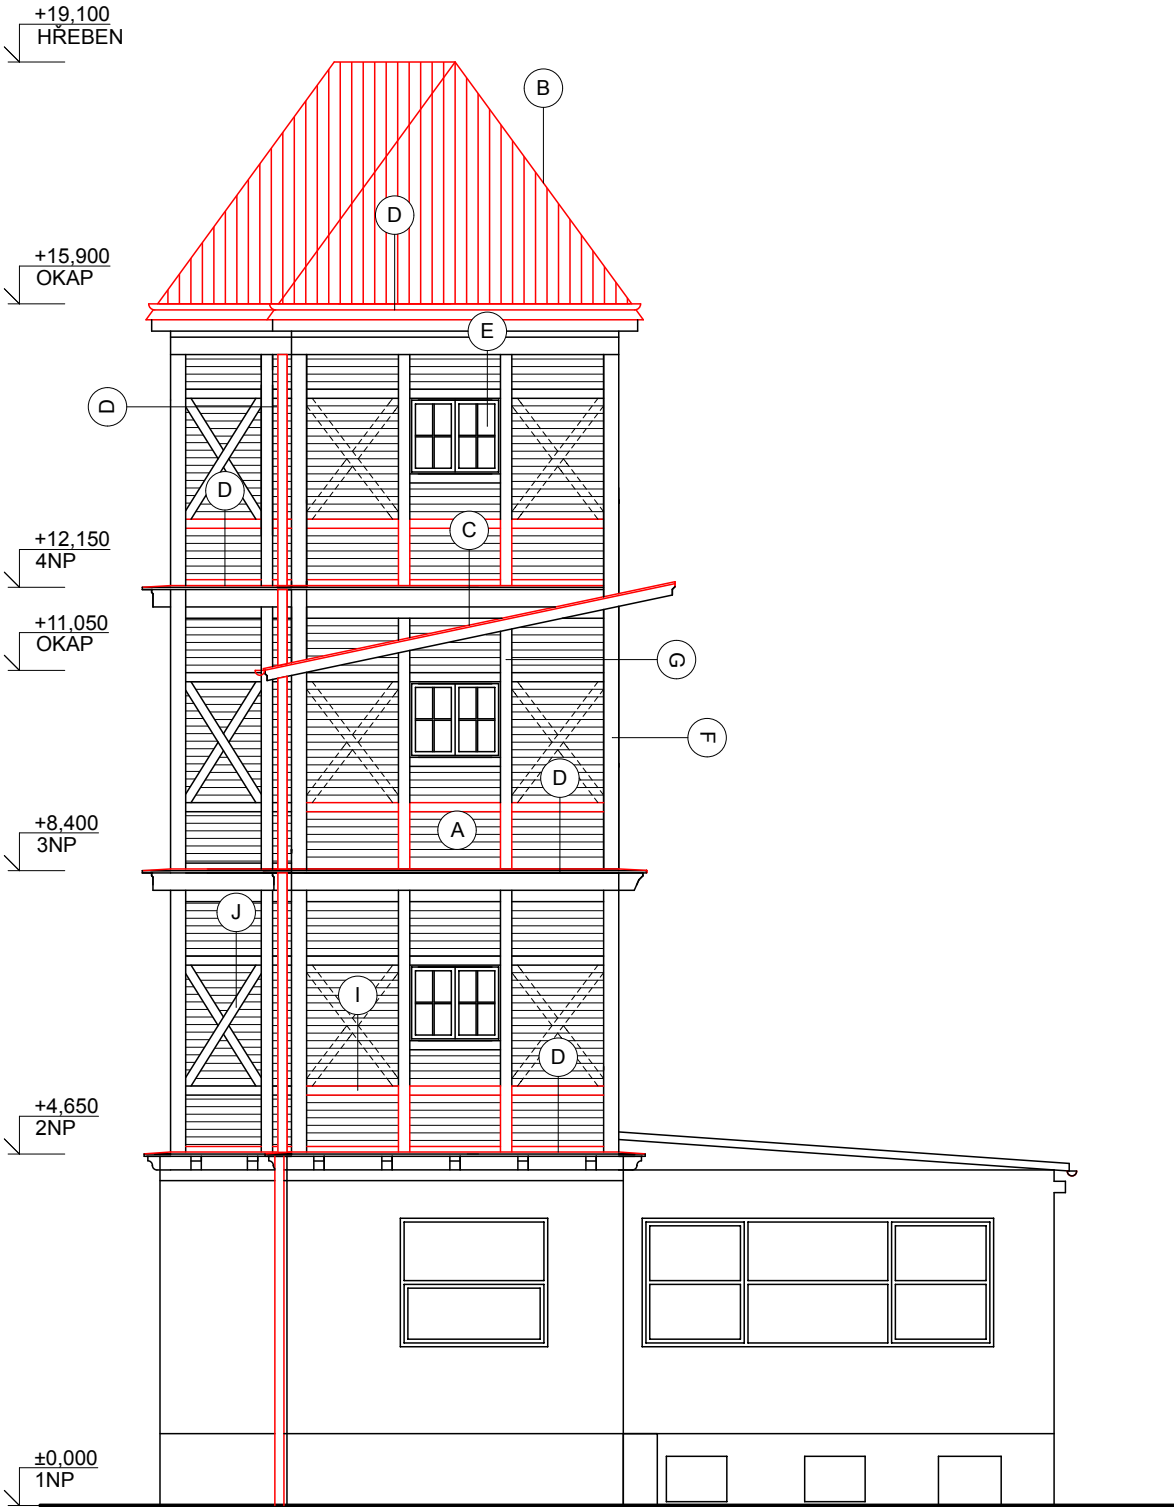 +19,100
HŘEBEN
B
D
+15,900
OKAP
E
D
D
C
+12,150
4NP
+11,050
OKAP
G
F
D
+8,400
3NP
A
J
I
D
+4,650
2NP
±0,000
1NP